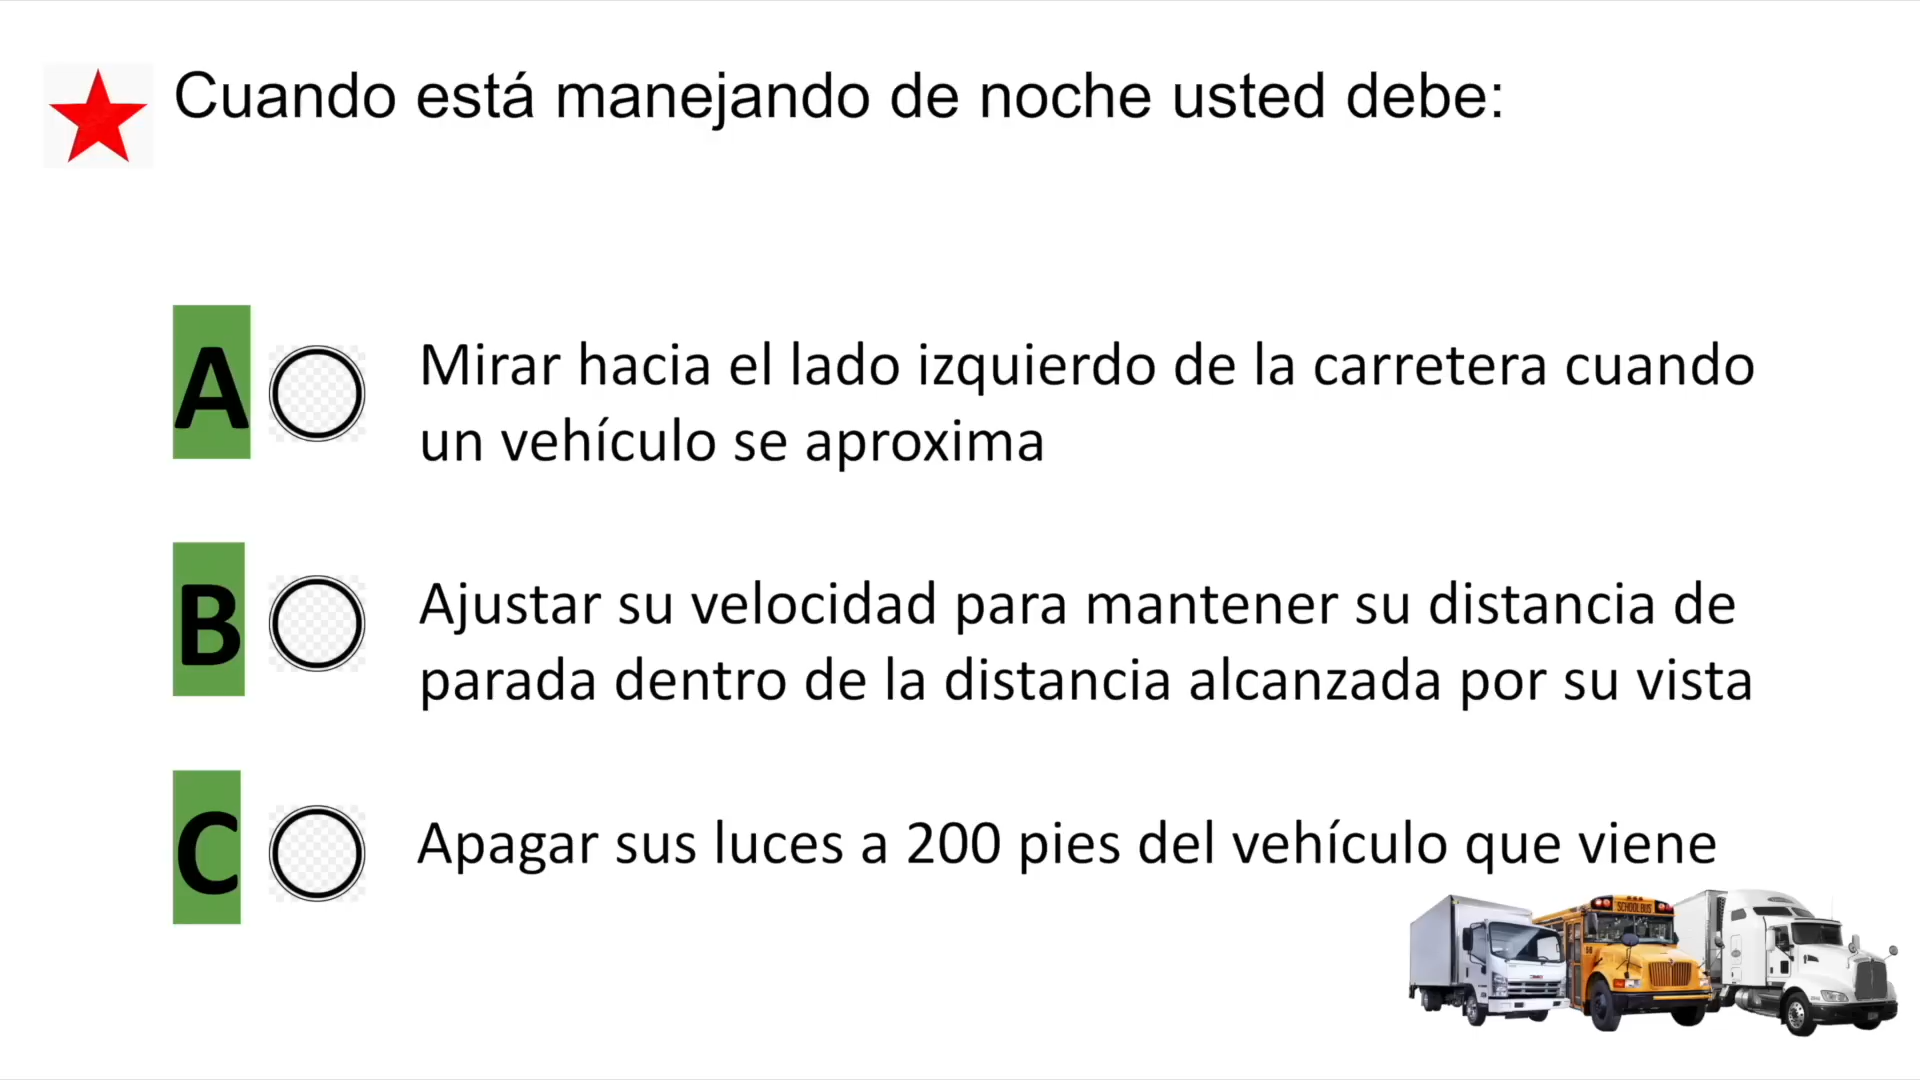 Cuando está manejando de noche usted debe:
A
Mirar hacia el lado izquierdo de la carretera cuando
un vehículo se aproxima
B
Ajustar su velocidad para mantener su distancia de
parada dentro de la distancia alcanzada por su vista
C
Apagar sus luces a 200 pies del vehículo que viene
SCHOOL BUS